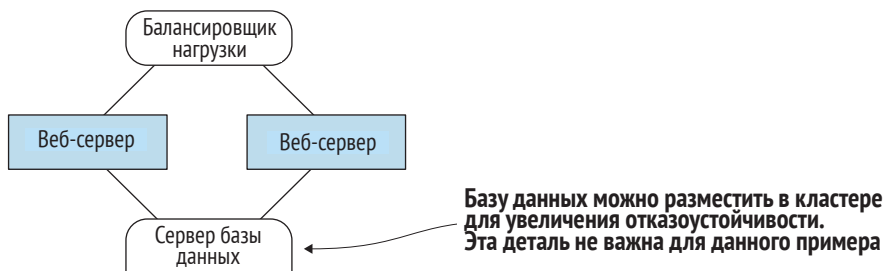 Балансировщик
нагрузки
Веб-сервер
Веб-сервер
Сервер базы
данных
Базу данных можно разместить в кластере
для увеличения отказоустойчивости.
Эта деталь не важна для данного примера